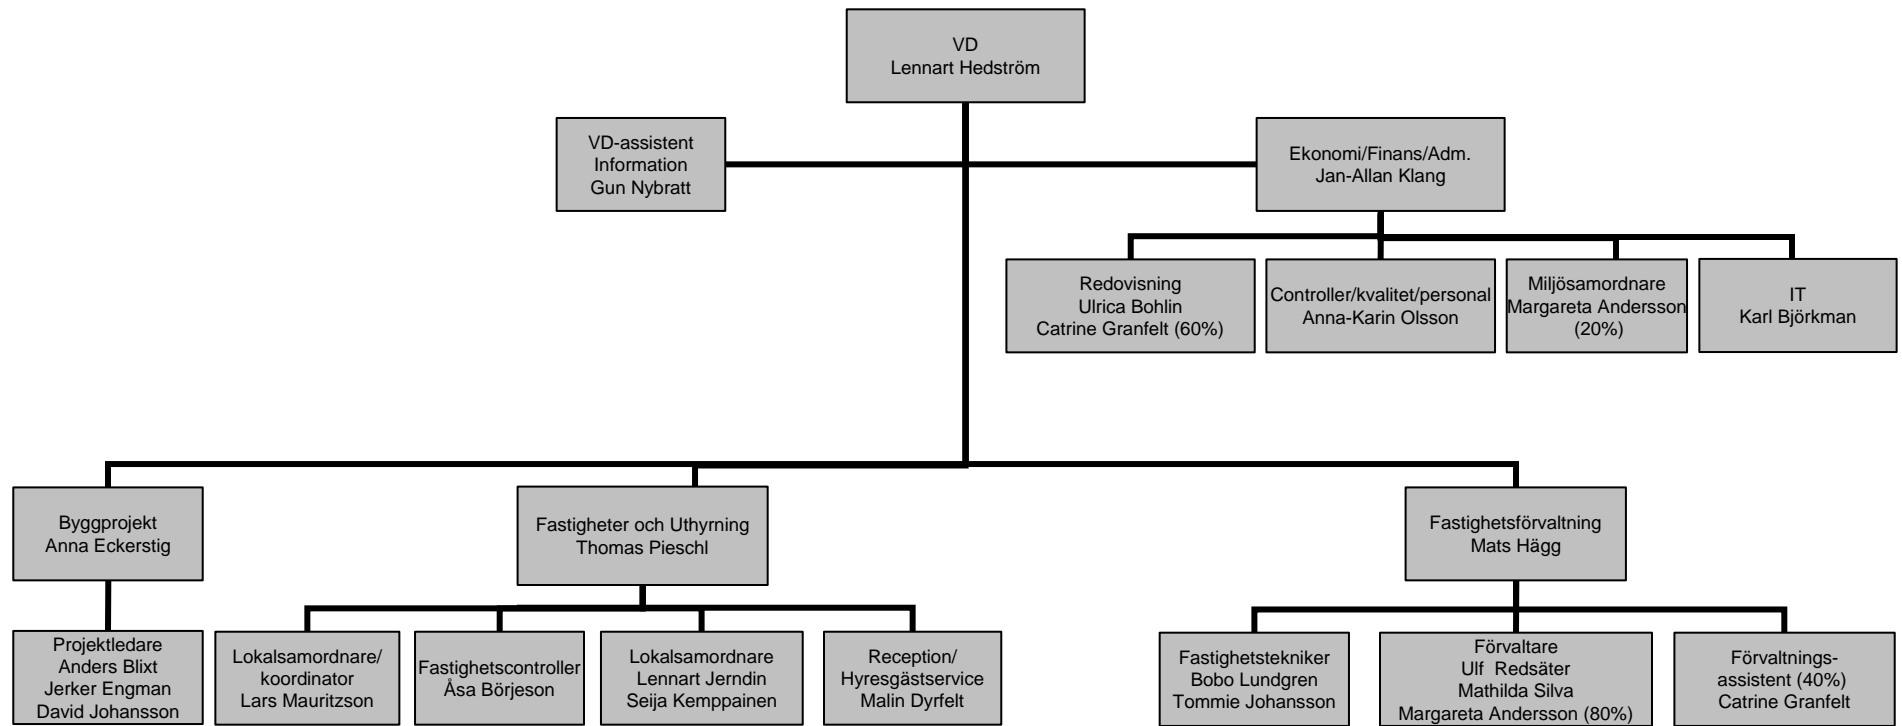 VD
Lennart Hedström
VD-assistent
Information
Gun Nybratt
Ekonomi/Finans/Adm.
Jan-Allan Klang
Redovisning
Ulrica Bohlin
Catrine Granfelt (60%)
Controller/kvalitet/personal
Anna-Karin Olsson
Miljösamordnare
Margareta Andersson
(20%)
IT
Karl Björkman
Byggprojekt
Anna Eckerstig
Fastigheter och Uthyrning
Thomas Pieschl
Fastighetsförvaltning
Mats Hägg
Projektledare
Anders Blixt
Jerker Engman
David Johansson
Lokalsamordnare/
koordinator
Lars Mauritzson
Fastighetscontroller
Åsa Börjeson
Lokalsamordnare
Lennart Jerndin
Seija Kemppainen
Reception/
Hyresgästservice
Malin Dyrfelt
Fastighetstekniker
Bobo Lundgren
Tommie Johansson
Förvaltare
Ulf  Redsäter
Mathilda Silva
Margareta Andersson (80%)
Förvaltnings-
assistent (40%)
Catrine Granfelt